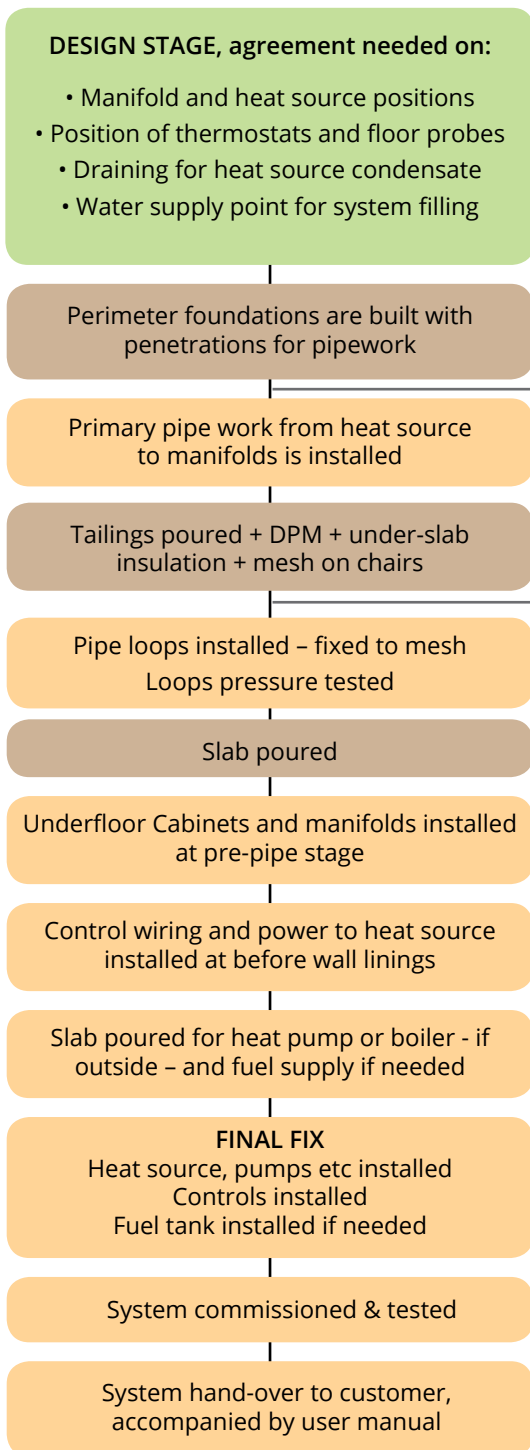 DESIGN STAGE, agreement needed on:
• Manifold and heat source positions
• Position of thermostats and floor probes
• Draining for heat source condensate
• Water supply point for system filling
Perimeter foundations are built with
penetrations for pipework
Primary pipe work from heat source
to manifolds is installed
Tailings poured + DPM + under-slab
insulation + mesh on chairs
Pipe loops installed – fixed to mesh
Loops pressure tested
Slab poured
Underfloor Cabinets and manifolds installed
at pre-pipe stage
Control wiring and power to heat source
installed at before wall linings
Slab poured for heat pump or boiler - if
outside – and fuel supply if needed
FINAL FIX
Heat source, pumps etc installed
Controls installed
Fuel tank installed if needed
System commissioned & tested
System hand-over to customer,
accompanied by user manual